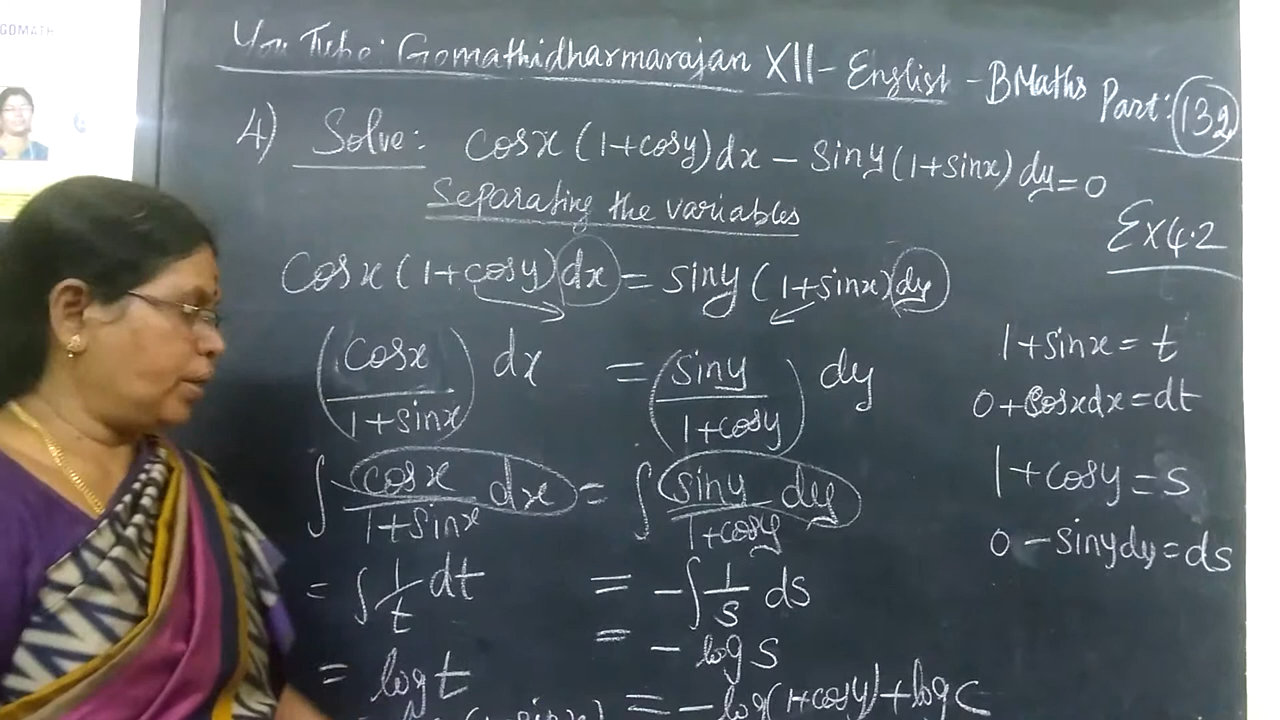 GOMATH
You Tube: Gomathidharmarajan XII - English - BMaths Part: 132
4) Solve: cosx (1+cosy)dx - siny (1+sinx) dy = 0
Separating the variables
Ex 4.2
cosx (1+cosy) dx = siny (1+sinx) dy
(cosx / 1+sinx) dx = (siny / 1+cosy) dy
∫ cosx / 1+sinx dx = ∫ siny dy / 1+cosy
= ∫ 1/t dt = -∫ 1/s ds
= log t = - log s
= -log(1+cosy)+log c
1+sinx = t
0+cosxdx = dt
1+cosy = s
0 - sinydy = ds